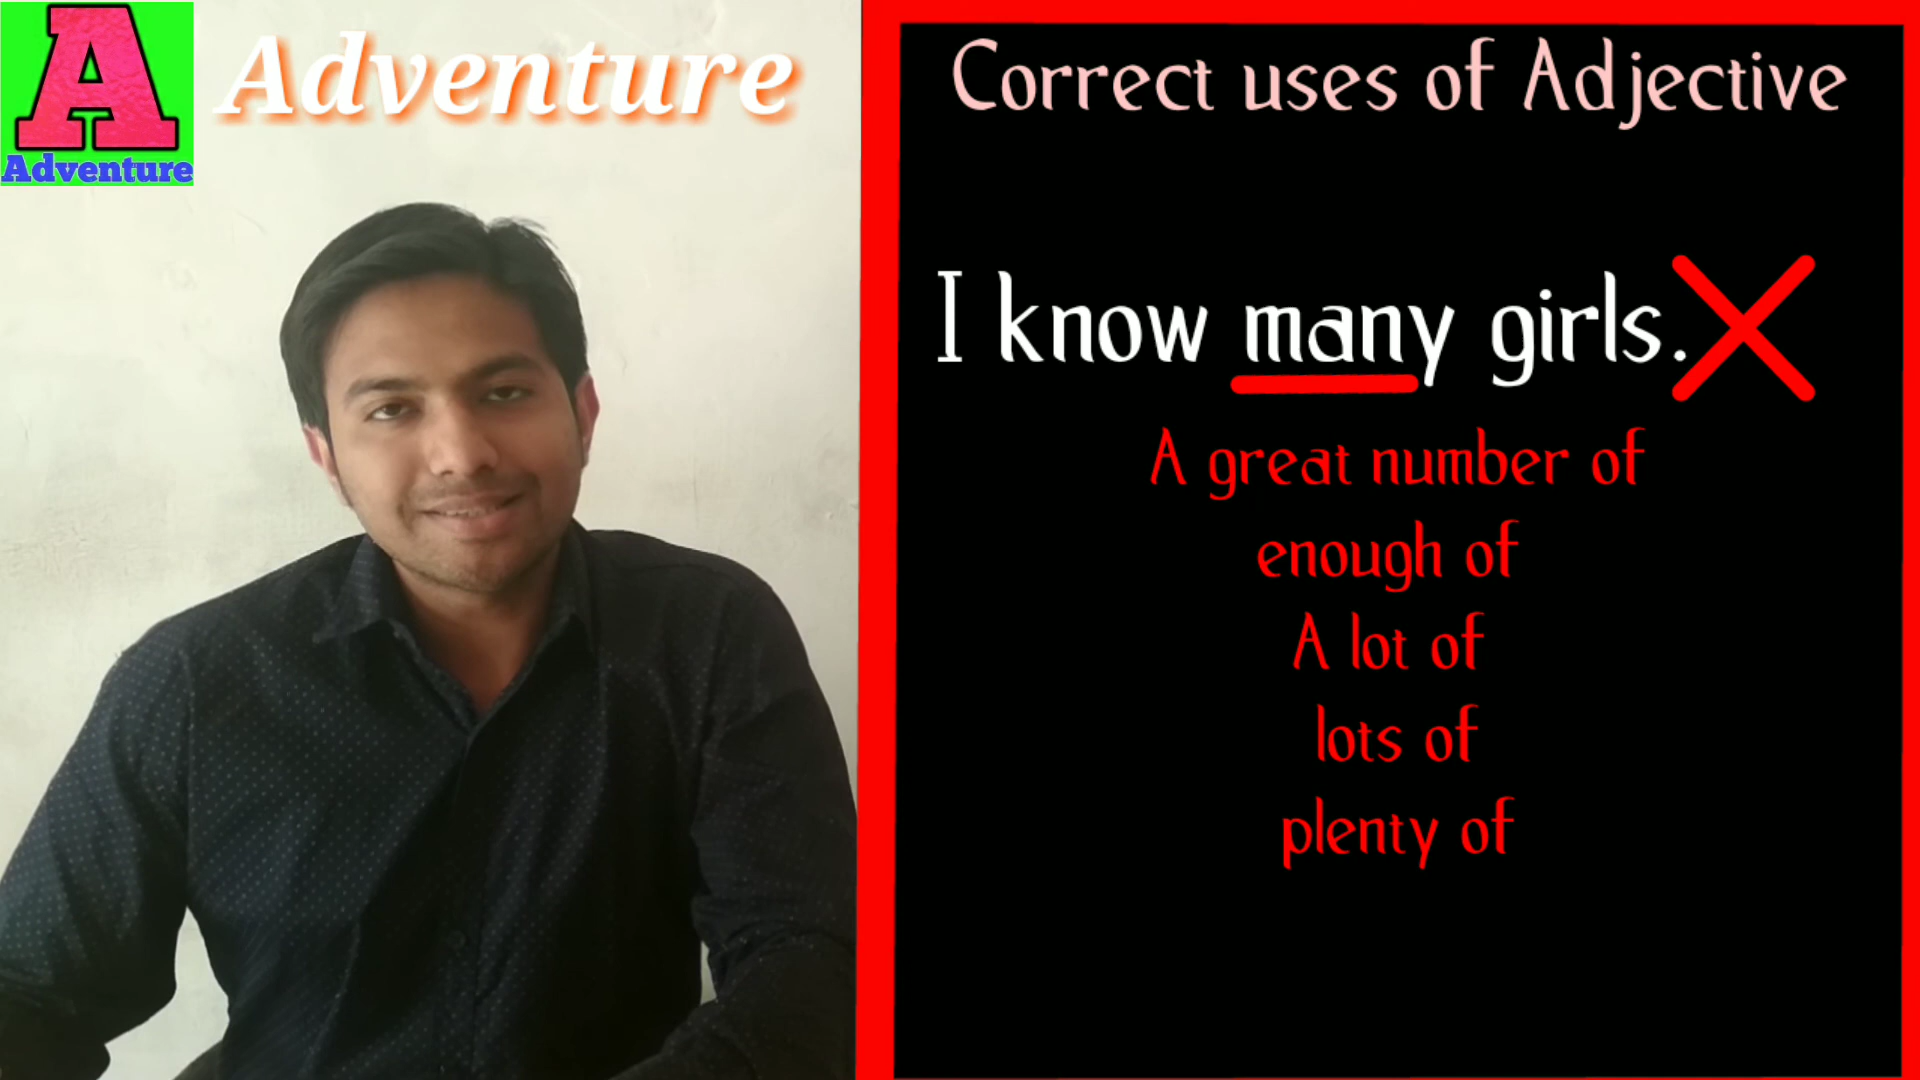 A
Adventure
Adventure
Correct uses of Adjective
I know many girls.
A great number of
enough of
A lot of
lots of
plenty of